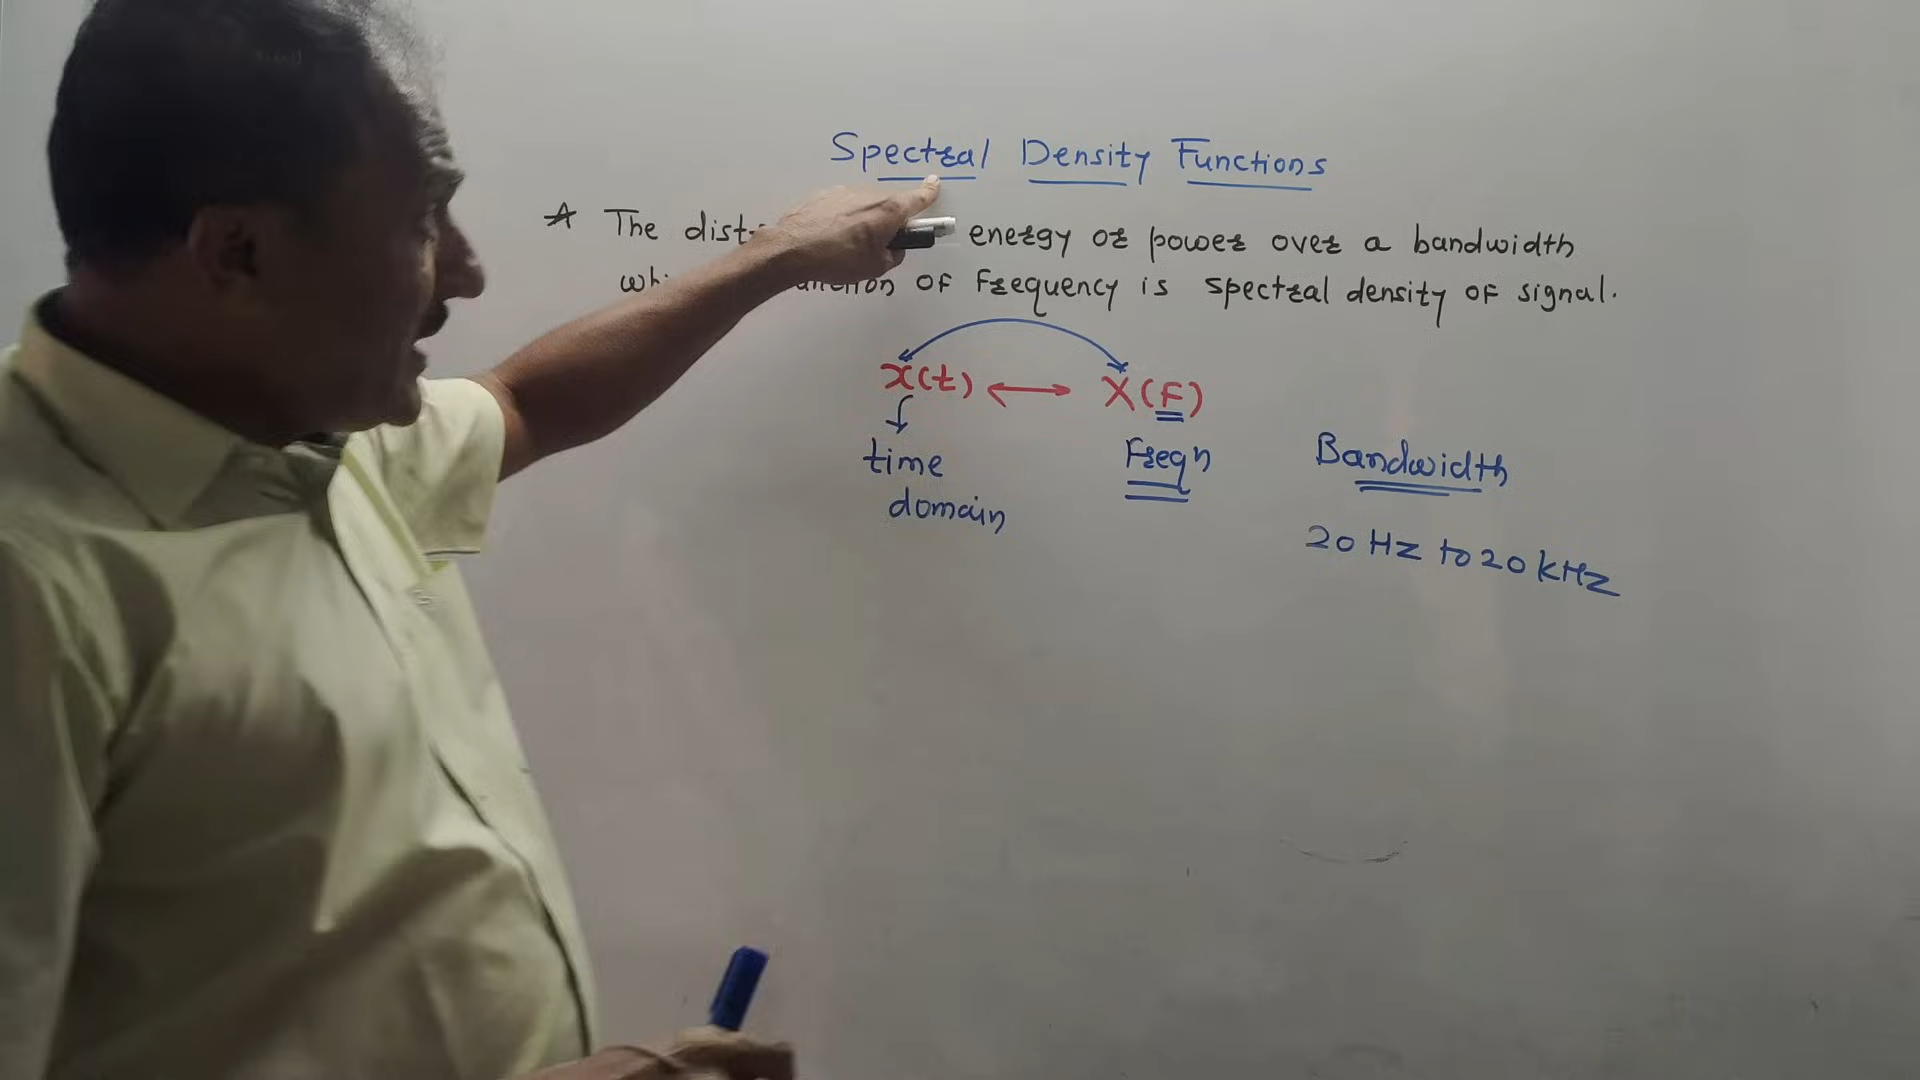 Spectral Density Functions
The energy or power over a bandwidth
of Frequency is spectral density of signal.
x(t) ⟷ X(F)
time Freqn Bandwidth
domain 20 Hz to 20 kHz